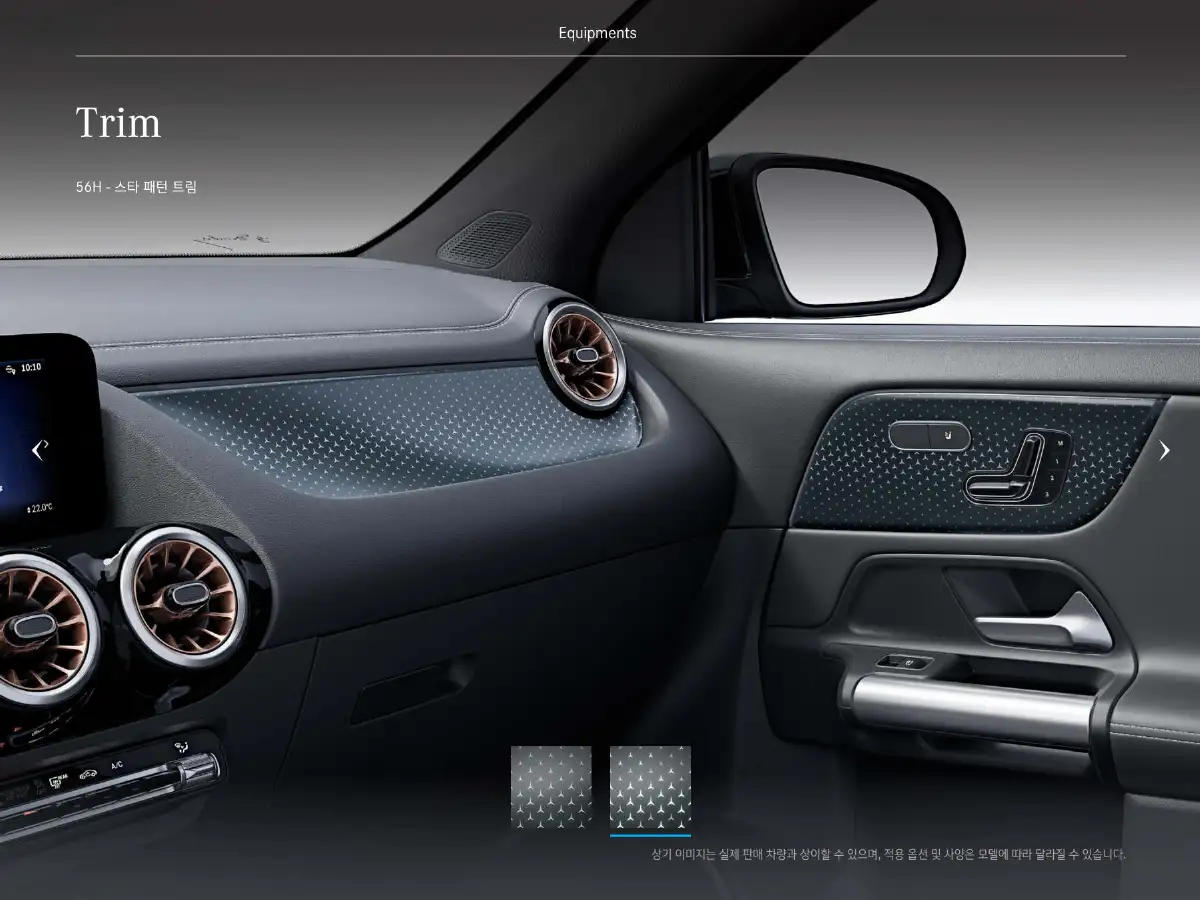 Equipments
Trim
56H - 스타 패턴 트림
10:10
22.0°C
A/C
상기 이미지는 실제 판매 차량과 상이할 수 있으며, 적용 옵션 및 사양은 모델에 따라 달라질 수 있습니다.